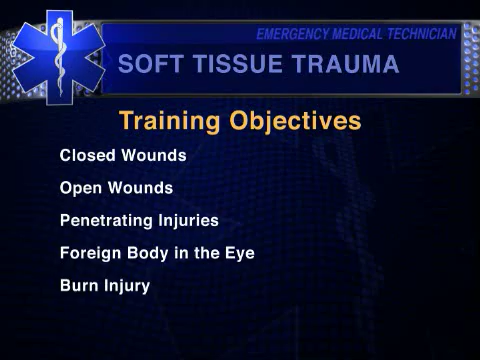 EMERGENCY MEDICAL TECHNICIAN
SOFT TISSUE TRAUMA
Training Objectives
Closed Wounds
Open Wounds
Penetrating Injuries
Foreign Body in the Eye
Burn Injury